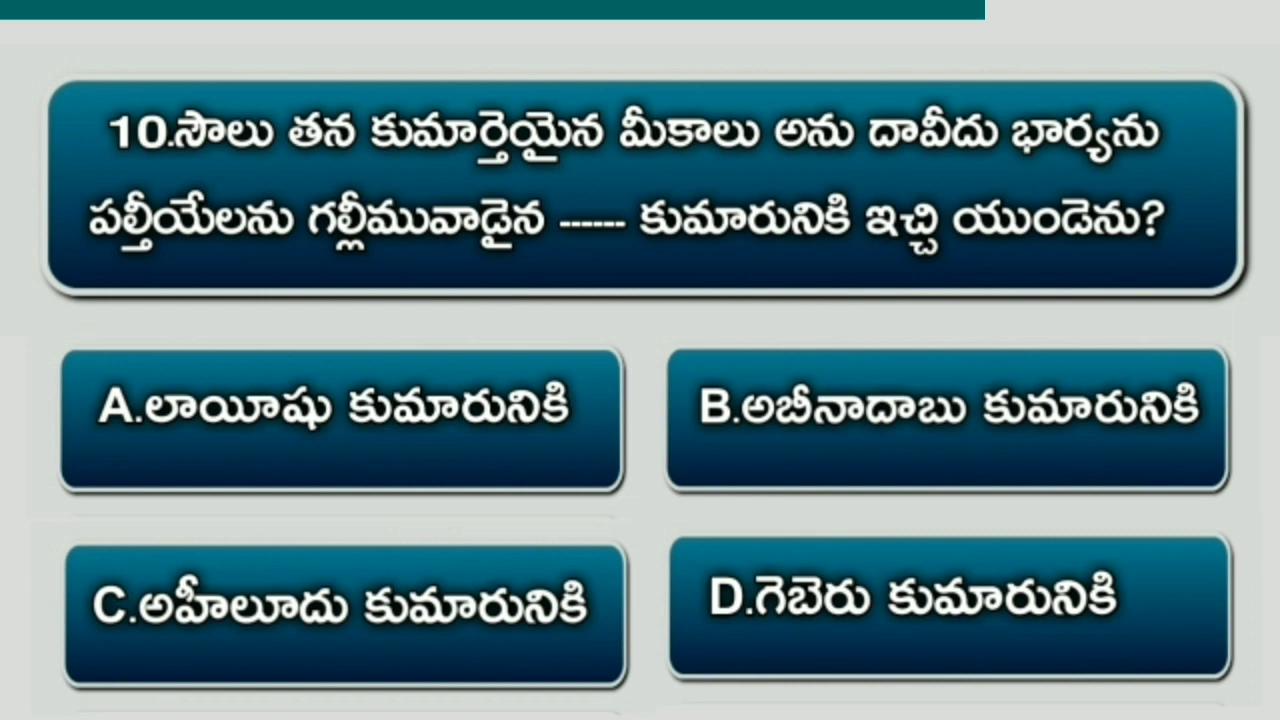 10.సౌలు తన కుమార్తెయైన మీకాలు అను దావీదు భార్యను
పల్తీయేలను గల్లీమువాడైన ------ కుమారునికి ఇచ్చి యుండెను?
A.లాయీషు కుమారునికి
B.అబీనాదాబు కుమారునికి
C.అహీలూదు కుమారునికి
D.గెబెరు కుమారునికి